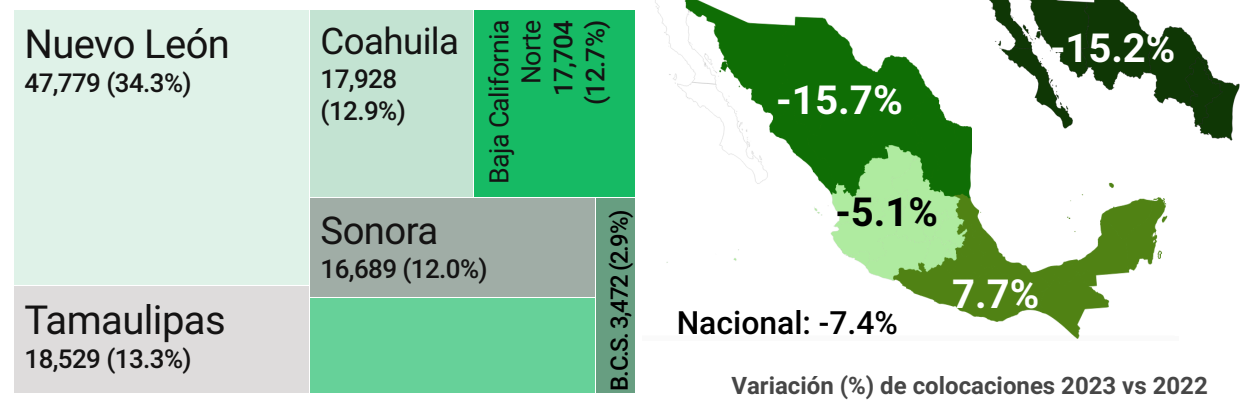 Nuevo León
47,779 (34.3%)
Coahuila
17,928
(12.9%)
Baja California
Norte
17,704
(12.7%)
Sonora
16,689 (12.0%)
B.C.S. 3,472 (2.9%)
Tamaulipas
18,529 (13.3%)
-15.2%
-15.7%
-5.1%
7.7%
Nacional: -7.4%
Variación (%) de colocaciones 2023 vs 2022